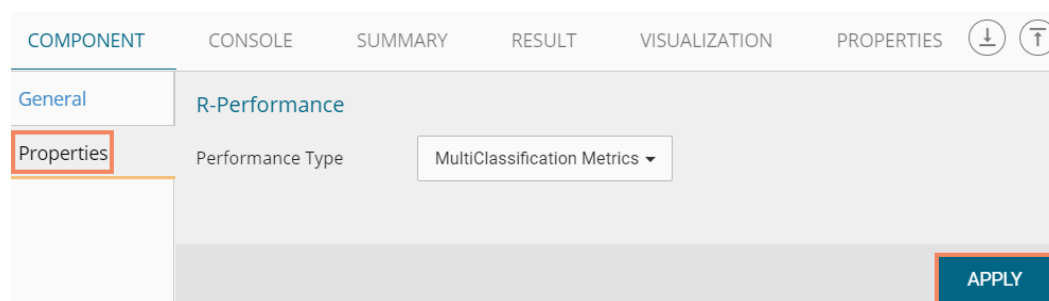 COMPONENT CONSOLE SUMMARY RESULT VISUALIZATION PROPERTIES
General
R-Performance
Properties
Performance Type MultiClassification Metrics
APPLY